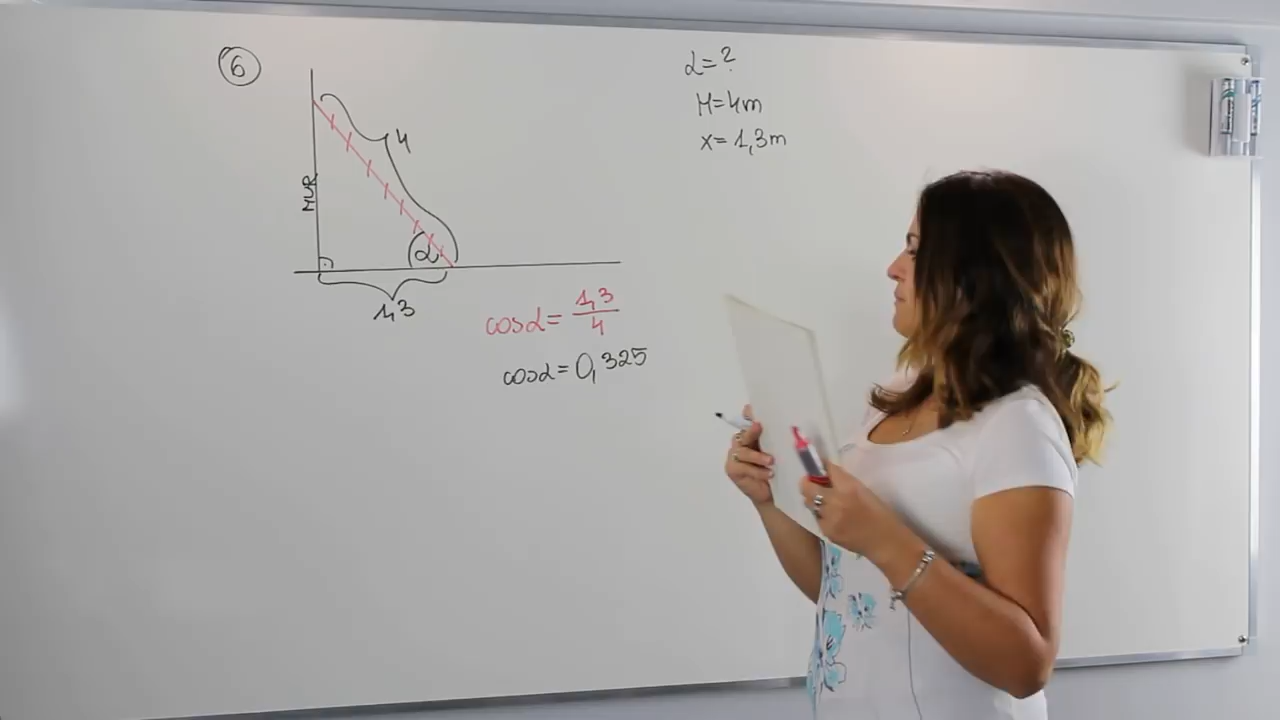 6
MUR
4
α
1,3
cosα = 1,3/4
cosα = 0,325
α = ?
H = 4m
x = 1,3m